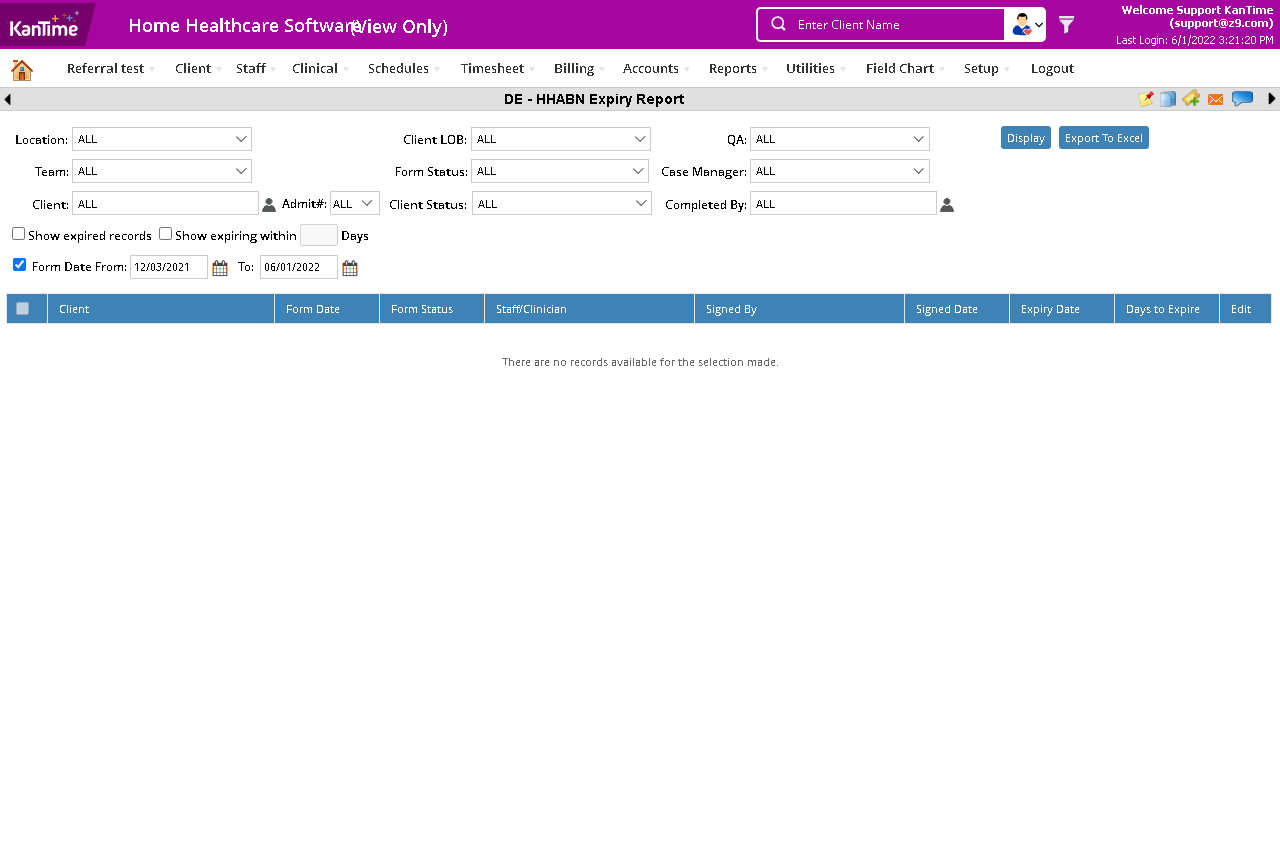 KanTime
Home Healthcare Software (View Only)
Enter Client Name
Welcome Support KanTime
(support@z9.com)
Last Login: 6/1/2022 3:21:20 PM
Referral test Client Staff Clinical Schedules Timesheet Billing Accounts Reports Utilities Field Chart Setup Logout
DE - HHABN Expiry Report
Location: ALL Client LOB: ALL QA: ALL Display Export To Excel
Team: ALL Form Status: ALL Case Manager: ALL
Client: ALL Admit#: ALL Client Status: ALL Completed By: ALL
Show expired records Show expiring within Days
Form Date From: 12/03/2021 To: 06/01/2022
Client Form Date Form Status Staff/Clinician Signed By Signed Date Expiry Date Days to Expire Edit
There are no records available for the selection made.